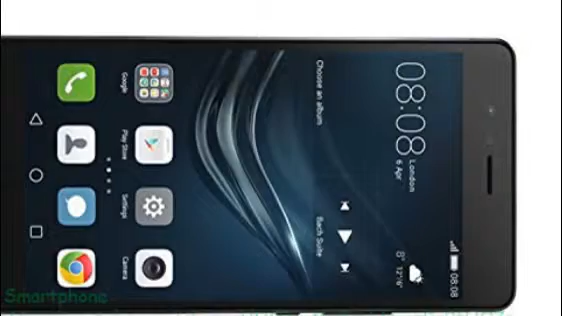 08:08
08:08
London
6 Apr
8° 12°/6°
Choose an album
Bach Suite
Google
Play Store
Settings
Camera
Smartphone